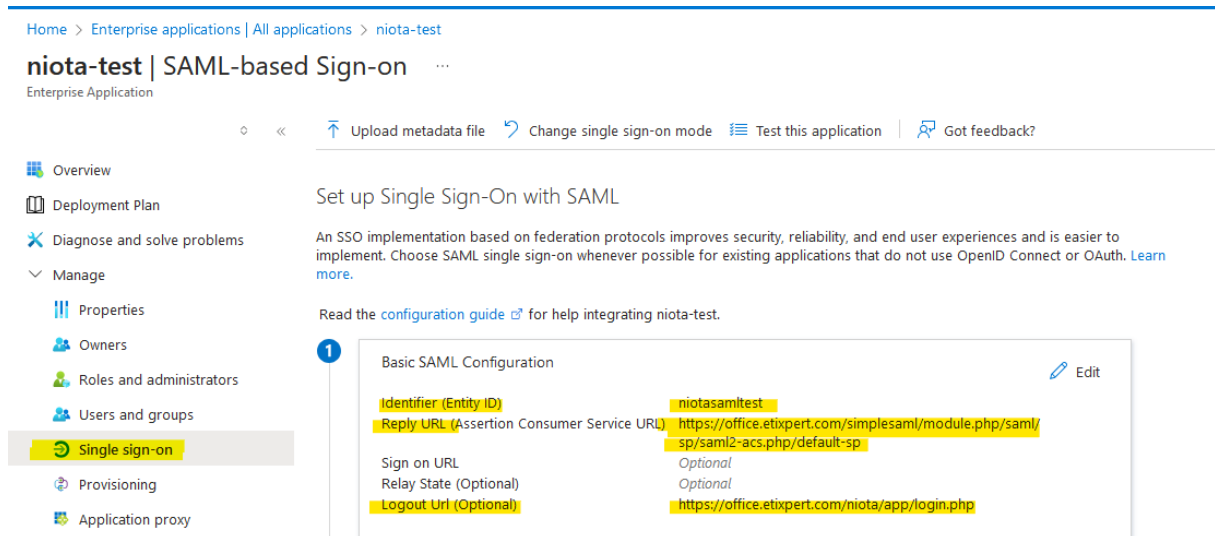 Home > Enterprise applications | All applications > niota-test
niota-test | SAML-based Sign-on ...
Enterprise Application
Upload metadata file Change single sign-on mode Test this application Got feedback?
Overview
Deployment Plan
Diagnose and solve problems
Manage
Properties
Owners
Roles and administrators
Users and groups
Single sign-on
Provisioning
Application proxy
Set up Single Sign-On with SAML
An SSO implementation based on federation protocols improves security, reliability, and end user experiences and is easier to
implement. Choose SAML single sign-on whenever possible for existing applications that do not use OpenID Connect or OAuth. Learn
more.
Read the configuration guide for help integrating niota-test.
1
Basic SAML Configuration
Edit
Identifier (Entity ID) niotasamltest
Reply URL (Assertion Consumer Service URL) https://office.etixpert.com/simplesaml/module.php/saml/
sp/saml2-acs.php/default-sp
Sign on URL Optional
Relay State (Optional) Optional
Logout Url (Optional) https://office.etixpert.com/niota/app/login.php